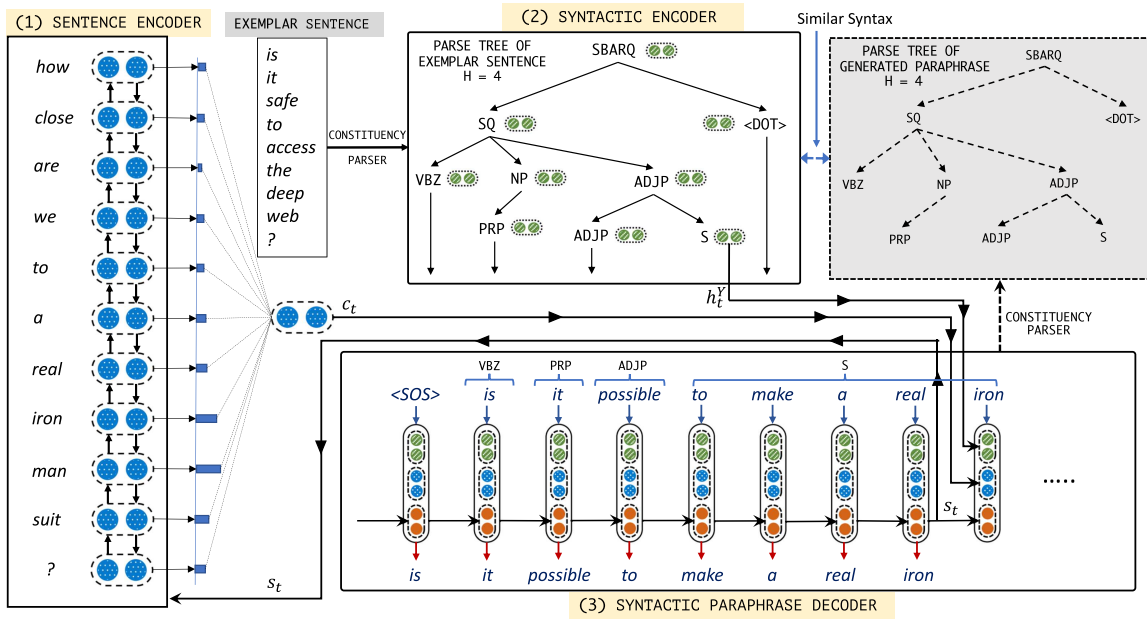 (1) SENTENCE ENCODER
how
close
are
we
to
a
real
iron
man
suit
?
EXEMPLAR SENTENCE
is
it
safe
to
access
the
deep
web
?
CONSTITUENCY
PARSER
(2) SYNTACTIC ENCODER
PARSE TREE OF
EXEMPLAR SENTENCE
H = 4
SBARQ
SQ
<DOT>
VBZ
NP
ADJP
PRP
ADJP
S
Similar Syntax
PARSE TREE OF
GENERATED PARAPHRASE
H = 4
SBARQ
SQ
<DOT>
VBZ
NP
ADJP
PRP
ADJP
S
c_t
h_t^Y
CONSTITUENCY
PARSER
VBZ PRP ADJP S
<SOS> is it possible to make a real iron
.....
s_t
is it possible to make a real iron
s_t
(3) SYNTACTIC PARAPHRASE DECODER